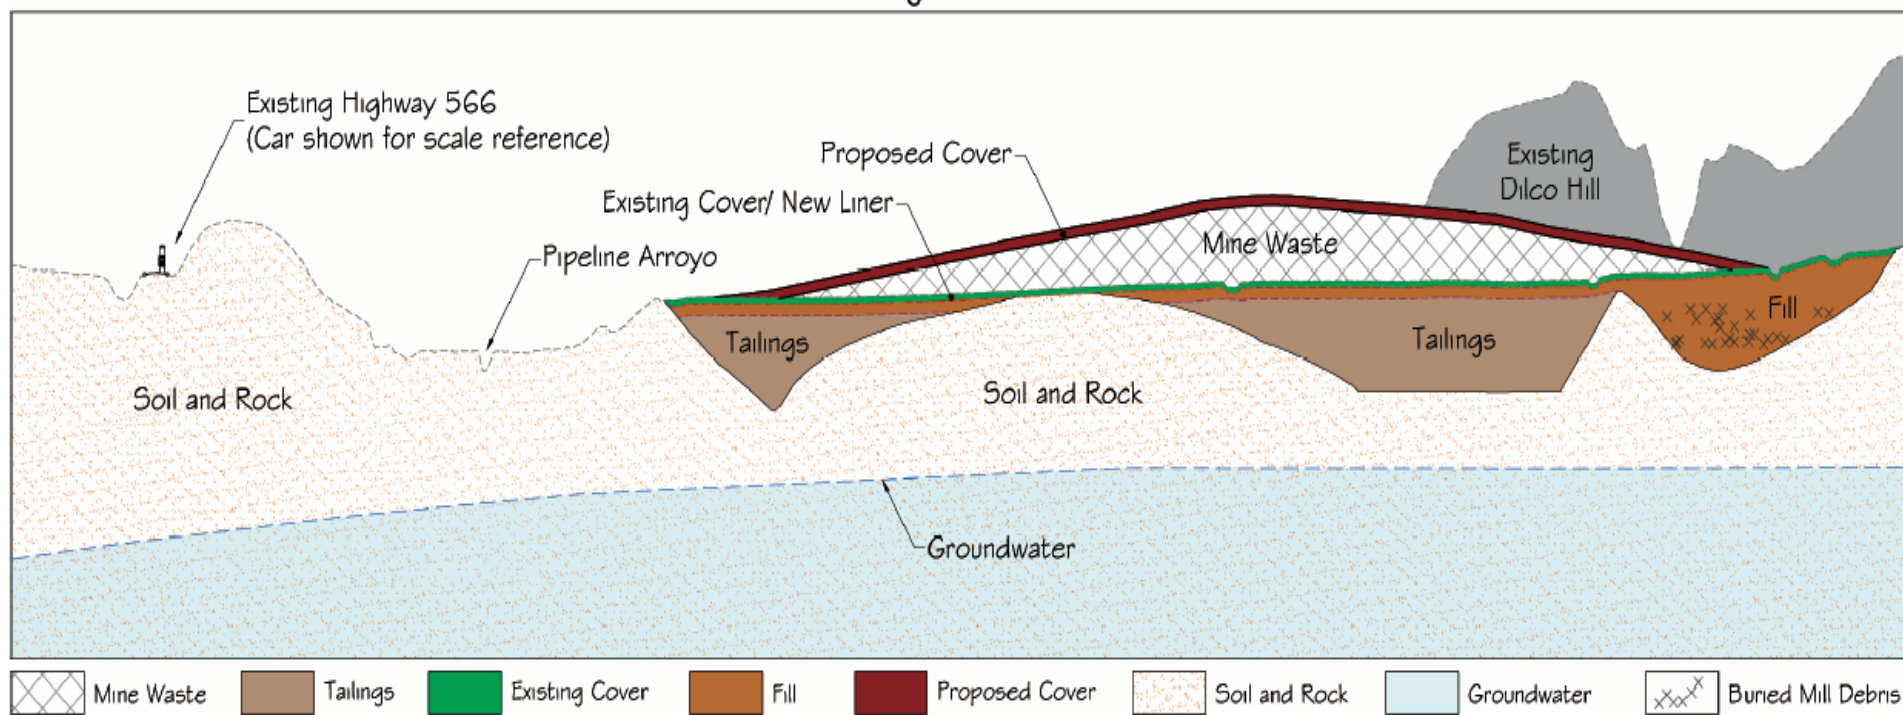 Existing Highway 566
(Car shown for scale reference)
Proposed Cover
Existing
Dilco Hill
Existing Cover/ New Liner
Mine Waste
Pipeline Arroyo
Fill
Tailings
Tailings
Soil and Rock
Soil and Rock
Groundwater
Mine Waste
Tailings
Existing Cover
Fill
Proposed Cover
Soil and Rock
Groundwater
Buried Mill Debris